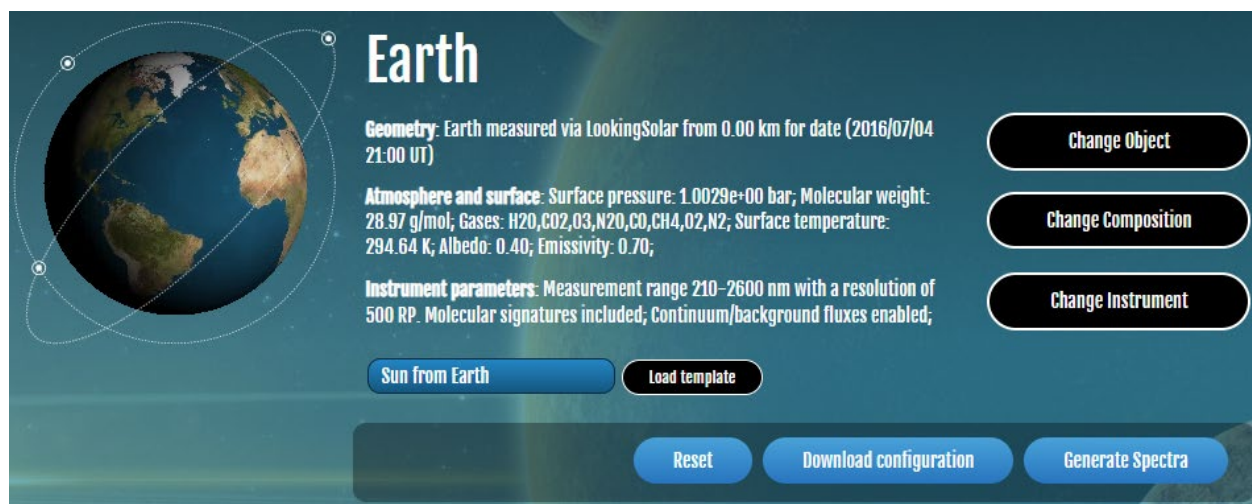 Earth
Geometry: Earth measured via LookingSolar from 0.00 km for date (2016/07/04
21:00 UT)
Change Object
Atmosphere and surface: Surface pressure: 1.0029e+00 bar; Molecular weight:
28.97 g/mol; Gases: H2O,CO2,O3,N2O,CO,CH4,O2,N2; Surface temperature:
294.64 K; Albedo: 0.40; Emissivity: 0.70;
Change Composition
Instrument parameters: Measurement range 210-2600 nm with a resolution of
500 RP. Molecular signatures included; Continuum/background fluxes enabled;
Change Instrument
Sun from Earth
Load template
Reset
Download configuration
Generate Spectra